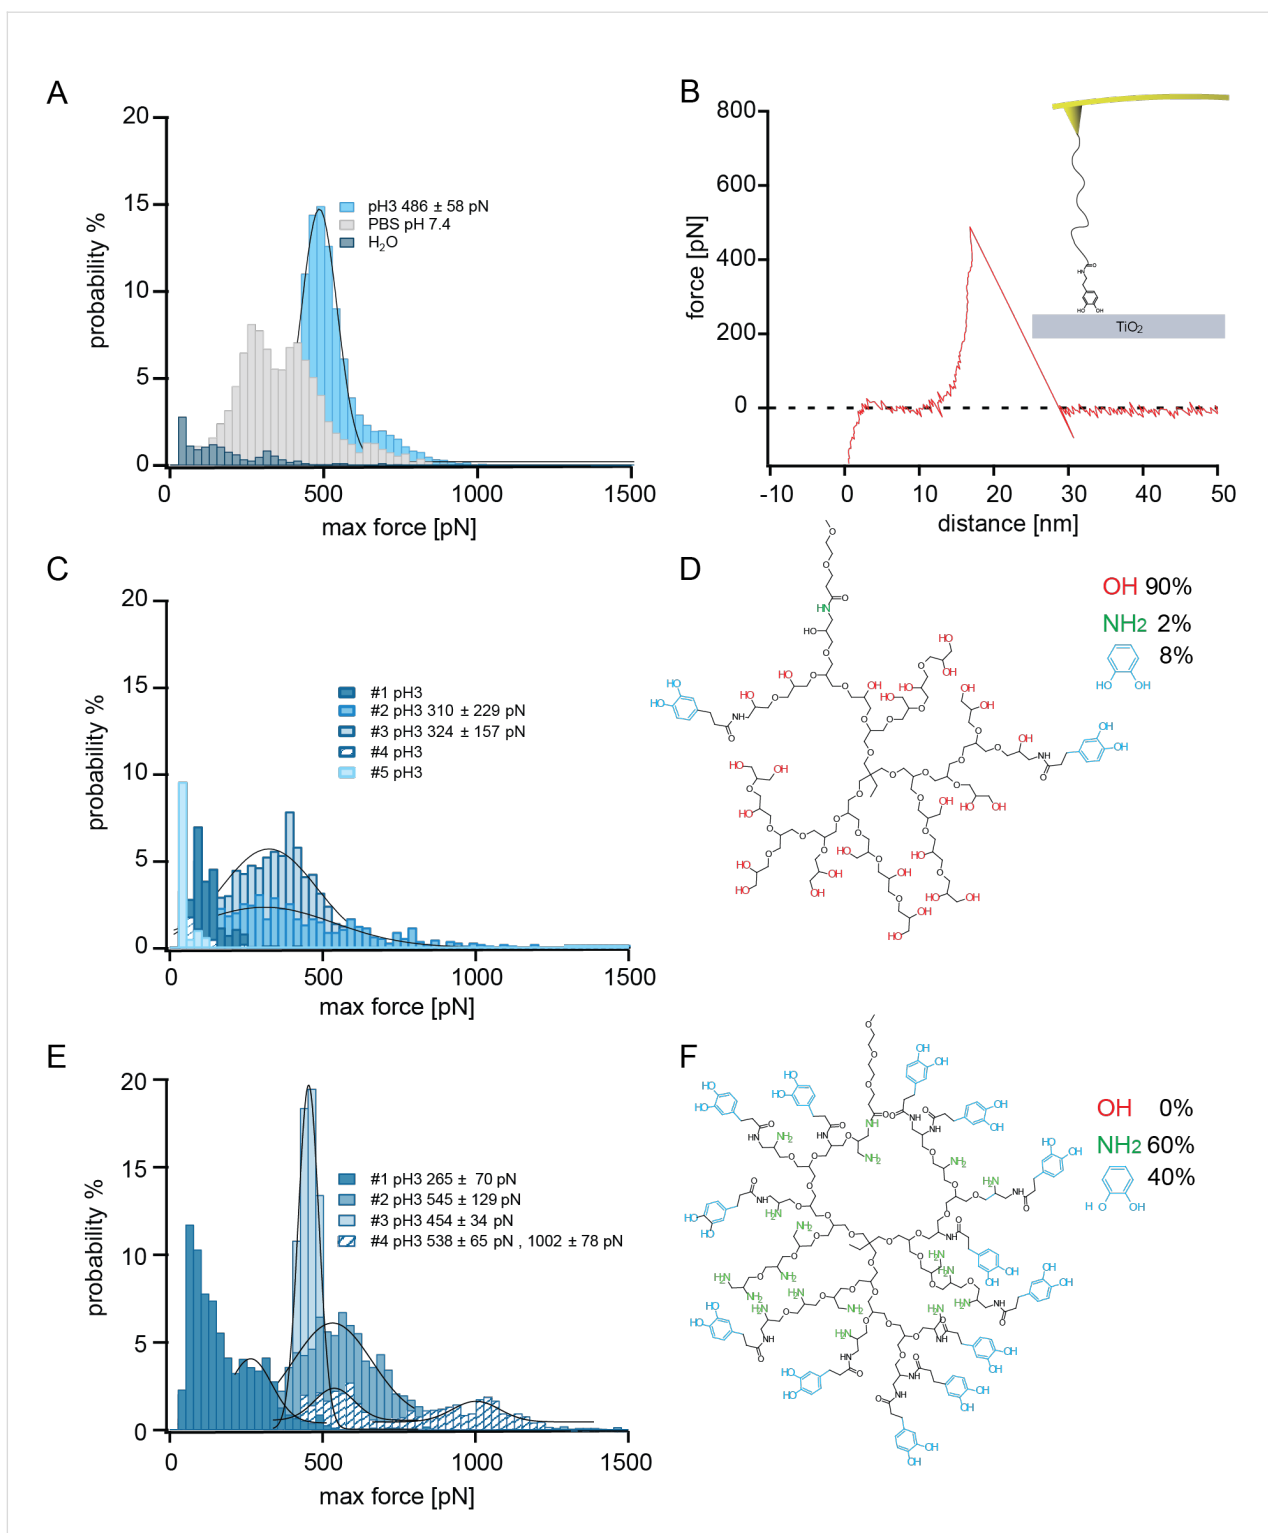 A
20
15
10
5
0
probability %
pH3 486 ± 58 pN
PBS pH 7.4
H2O
0 500 1000 1500
max force [pN]
B
800
600
400
200
0
force [pN]
TiO2
-10 0 10 20 30 40 50
distance [nm]
C
20
15
10
5
0
probability %
#1 pH3
#2 pH3 310 ± 229 pN
#3 pH3 324 ± 157 pN
#4 pH3
#5 pH3
0 500 1000 1500
max force [pN]
D
OH 90%
NH2 2%
8%
HO OH
E
20
15
10
5
0
probability %
#1 pH3 265 ± 70 pN
#2 pH3 545 ± 129 pN
#3 pH3 454 ± 34 pN
#4 pH3 538 ± 65 pN , 1002 ± 78 pN
0 500 1000 1500
max force [pN]
F
OH 0%
NH2 60%
40%
H O OH